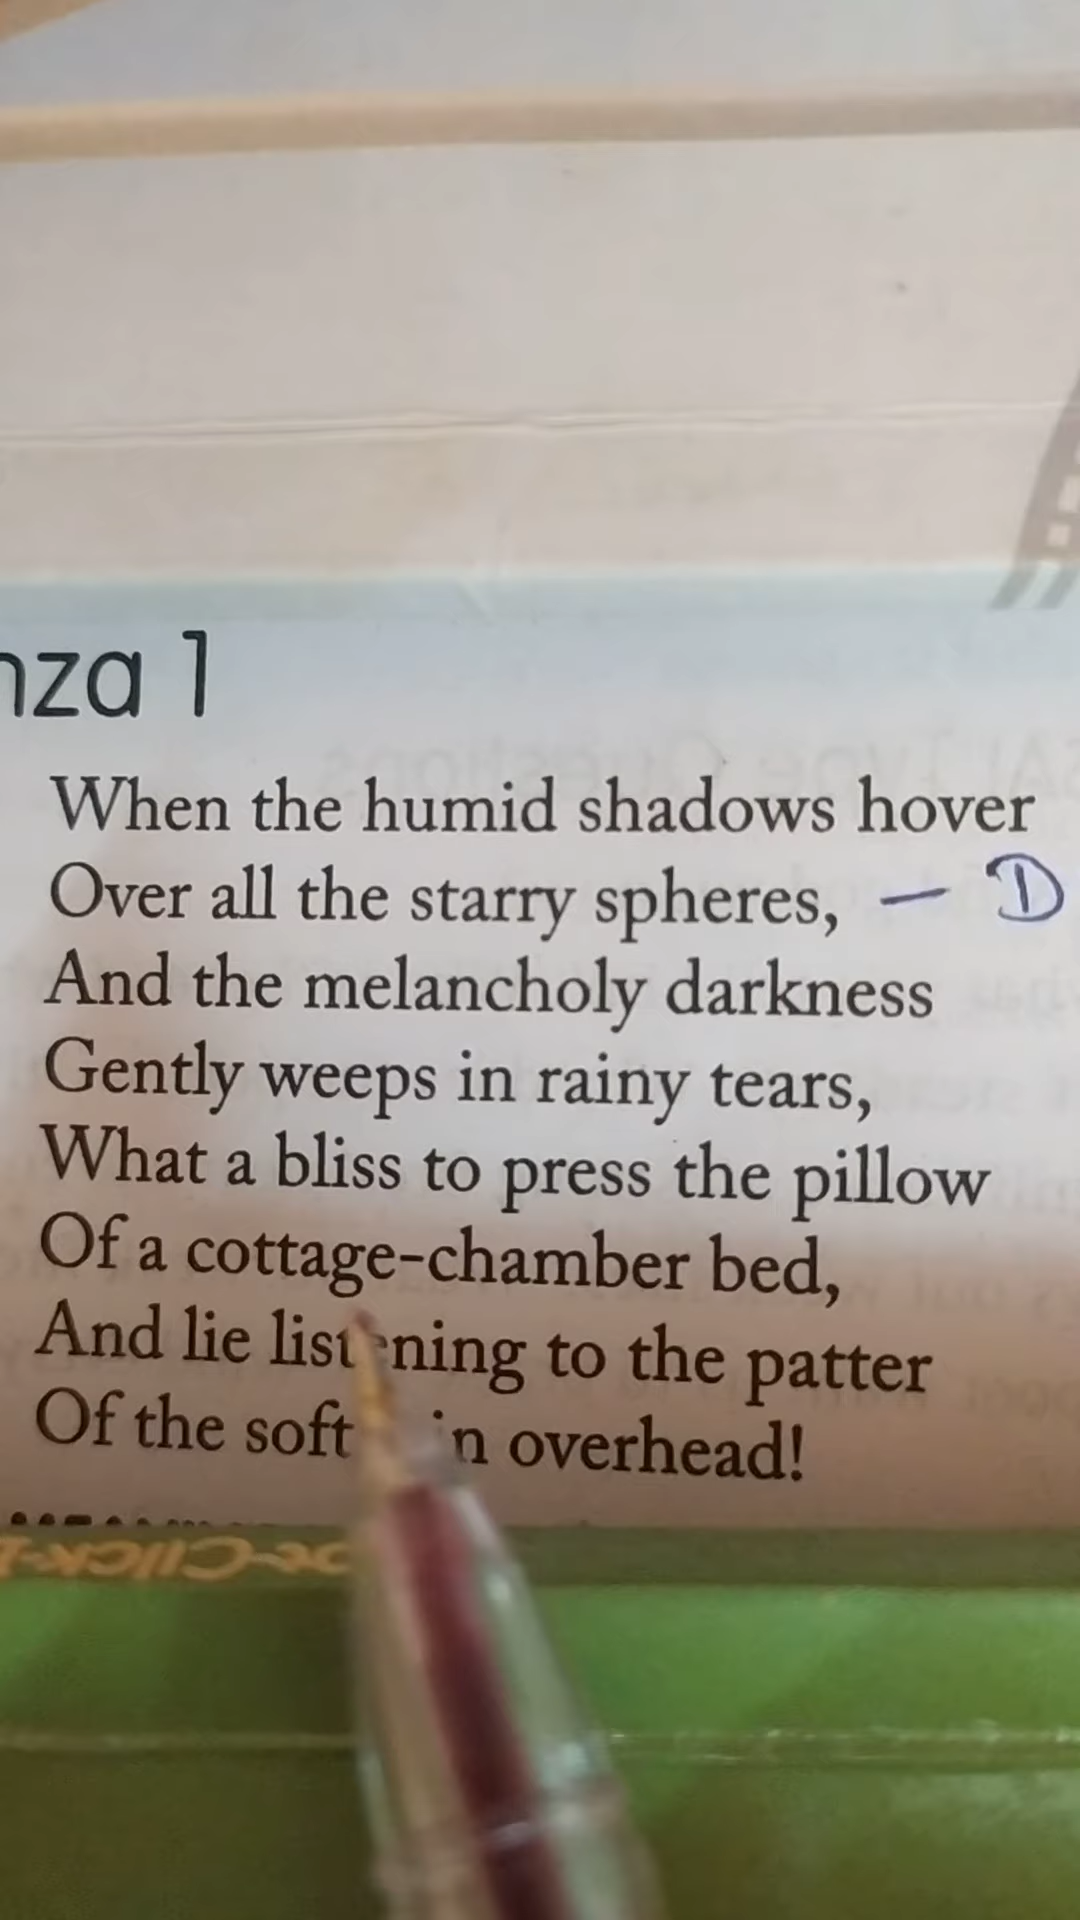 nza 1
When the humid shadows hover
Over all the starry spheres, — D
And the melancholy darkness
Gently weeps in rainy tears,
What a bliss to press the pillow
Of a cottage-chamber bed,
And lie listening to the patter
Of the soft in overhead!